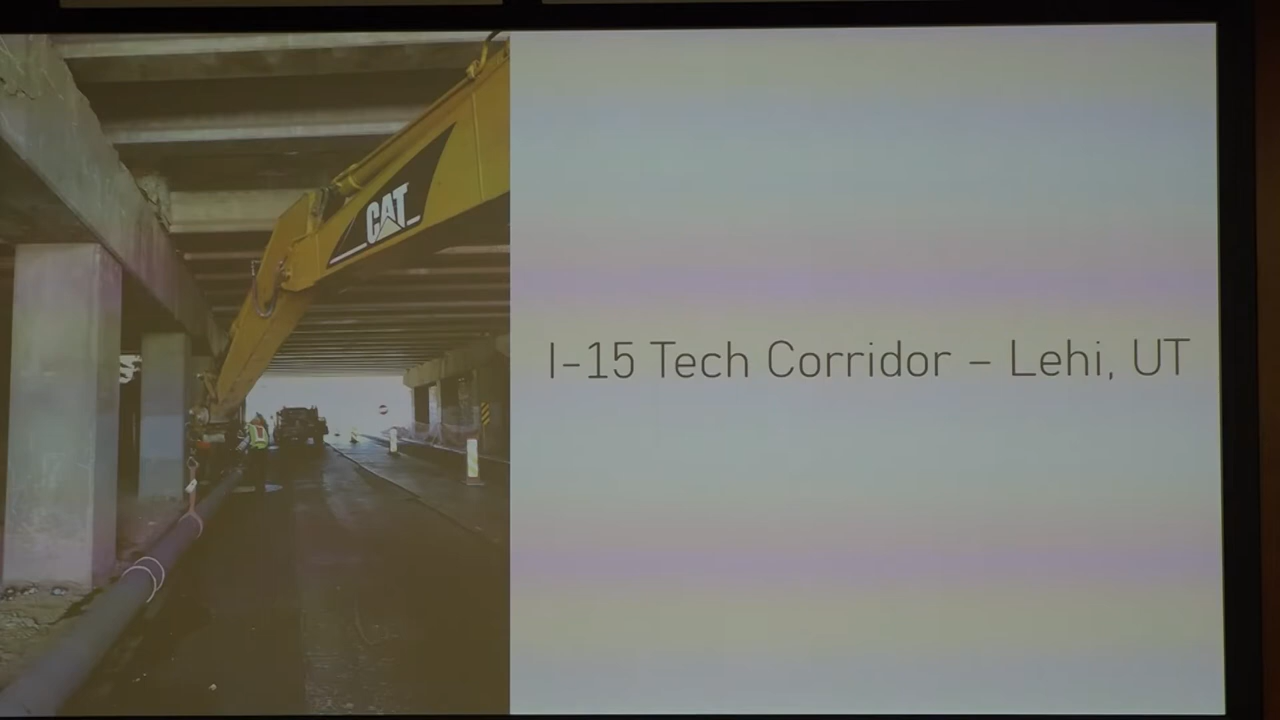 CAT
I-15 Tech Corridor – Lehi, UT